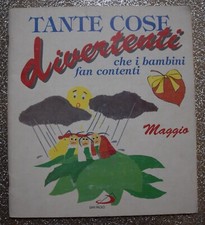 TANTE COSE
divertenti
che i bambini
fan contenti
Maggio